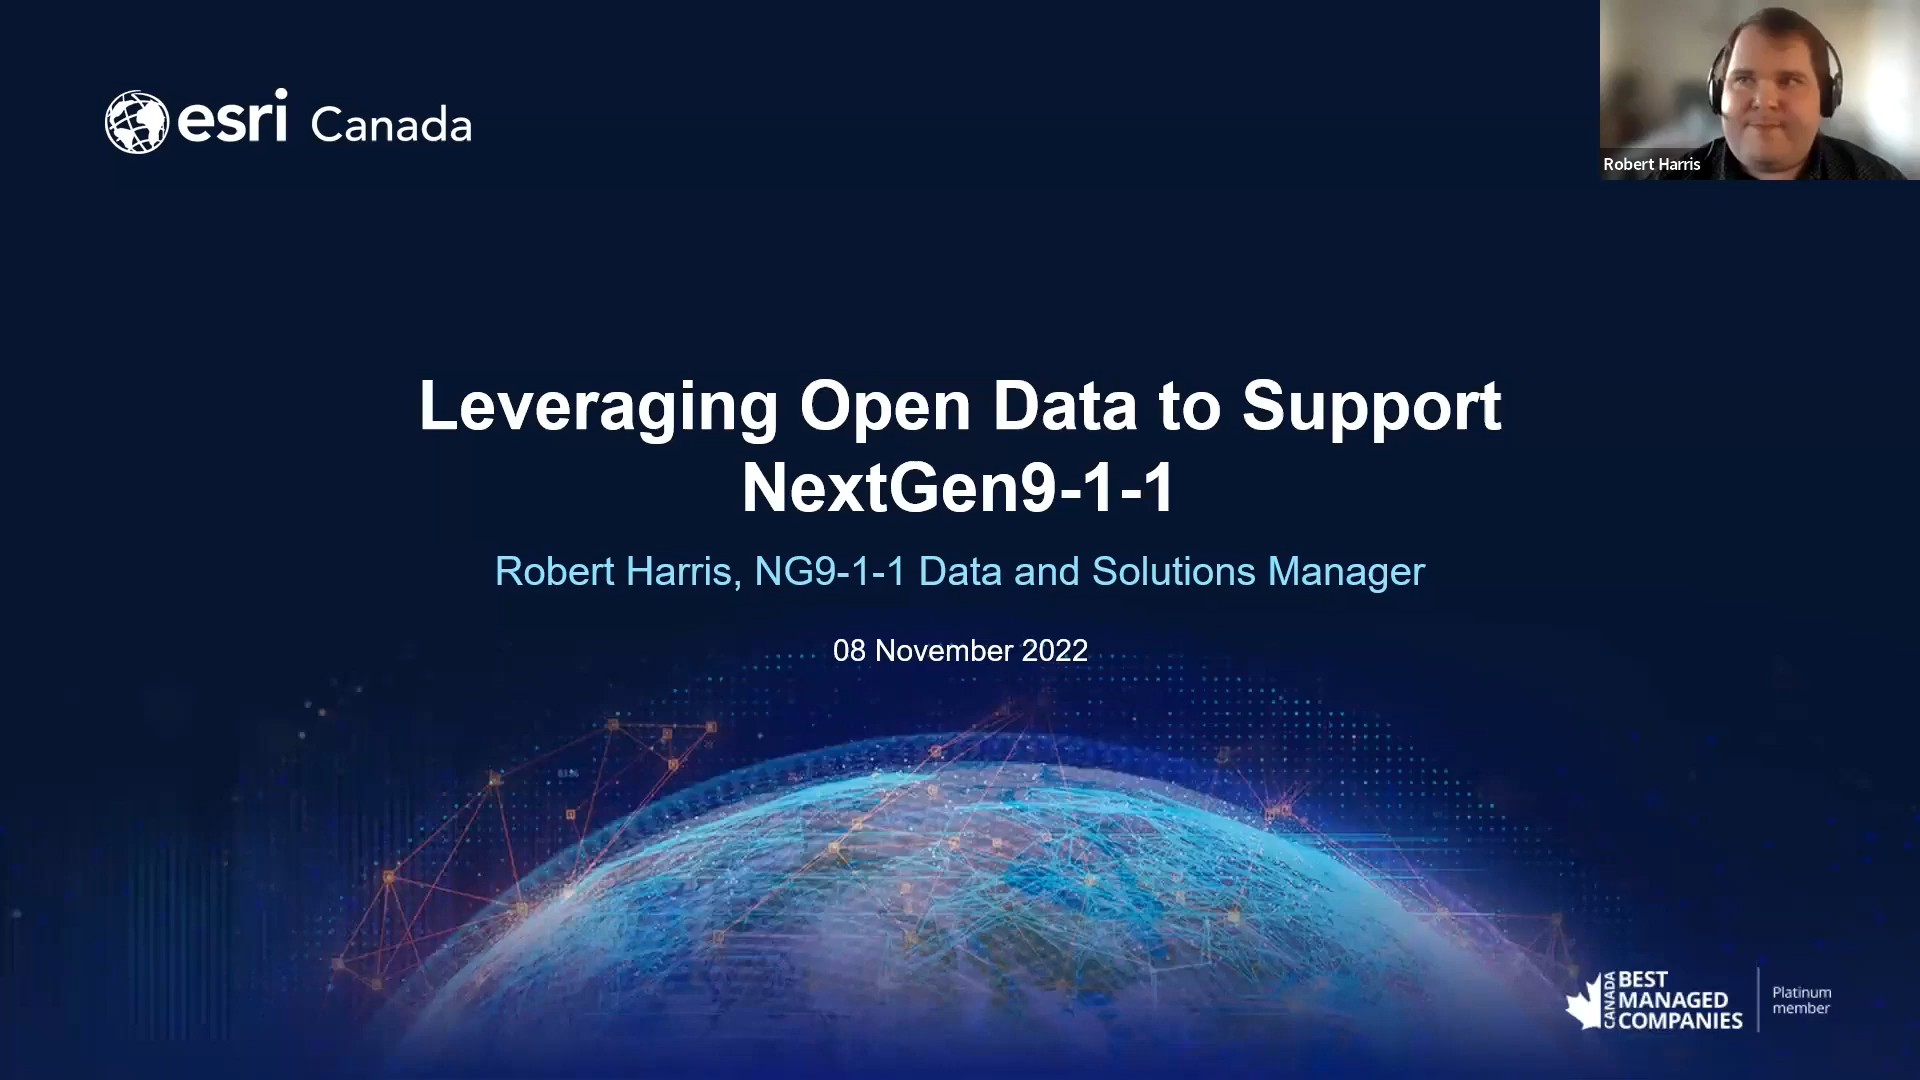 esri Canada
Robert Harris
Leveraging Open Data to Support
NextGen9-1-1
Robert Harris, NG9-1-1 Data and Solutions Manager
08 November 2022
CANADA
BEST
MANAGED
COMPANIES
Platinum
member